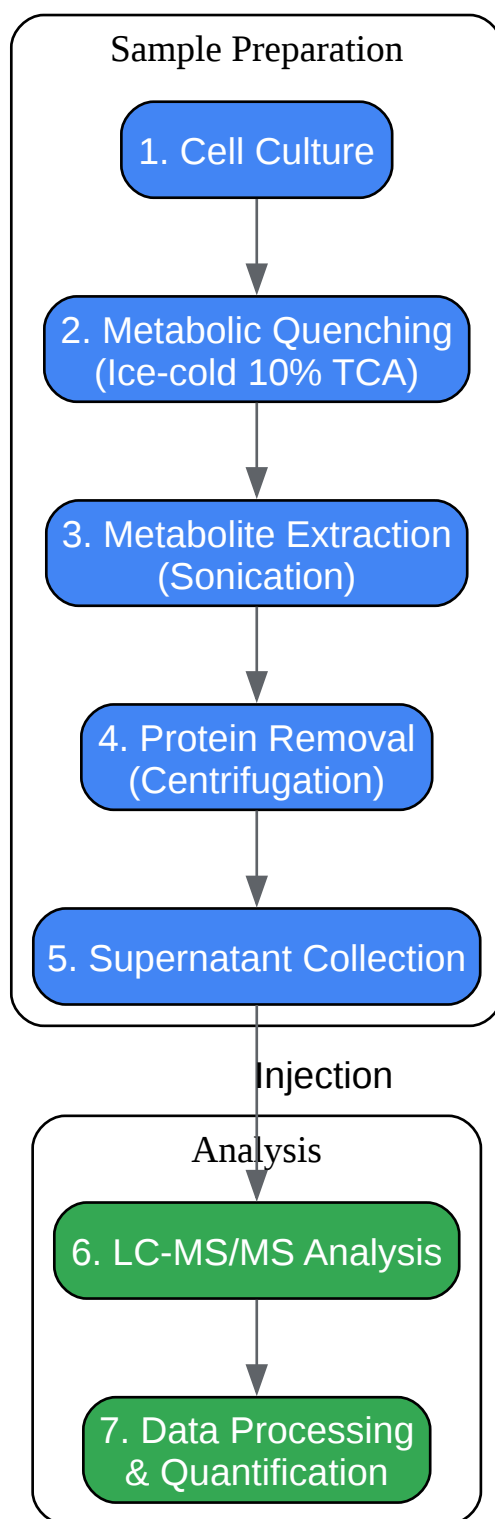 Sample Preparation
1. Cell Culture
2. Metabolic Quenching
(Ice-cold 10% TCA)
3. Metabolite Extraction
(Sonication)
4. Protein Removal
(Centrifugation)
5. Supernatant Collection
Injection
Analysis
6. LC-MS/MS Analysis
7. Data Processing
& Quantification